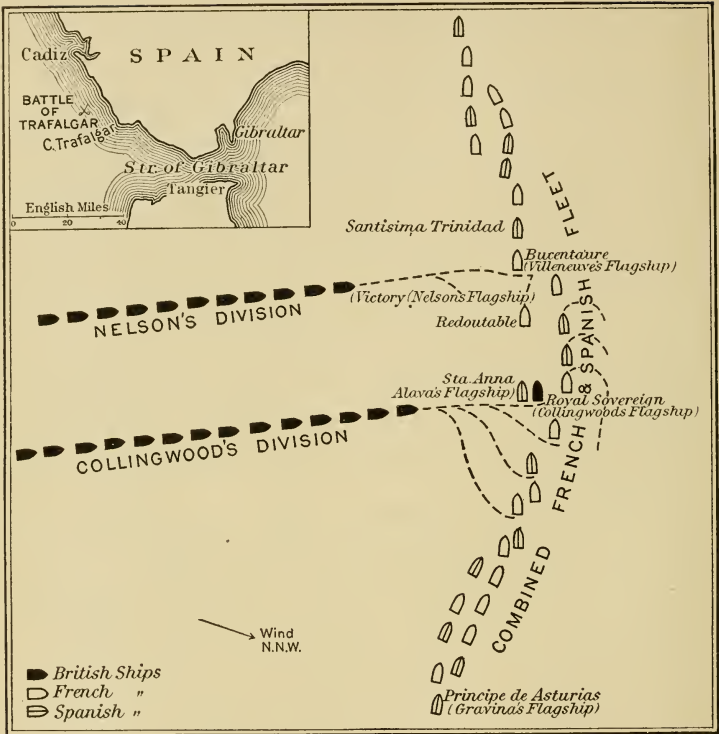 Cadiz
SPAIN
BATTLE
OF
TRAFALGAR
C. Trafalgar
Gibraltar
Str. of Gibraltar
Tangier
English Miles
0 20 40
FLEET
Santisima Trinidad
Bucentaure
(Villeneuve's Flagship)
(Victory (Nelson's Flagship)
NELSON'S DIVISION
Redoutable
& SPANISH
Sta. Anna
Alava's Flagship)
Royal Sovereign
(Collingwoods Flagship)
COLLINGWOOD'S DIVISION
FRENCH
COMBINED
Wind
N.N.W.
British Ships
French "
Spanish "
Principe de Asturias
(Gravina's Flagship)